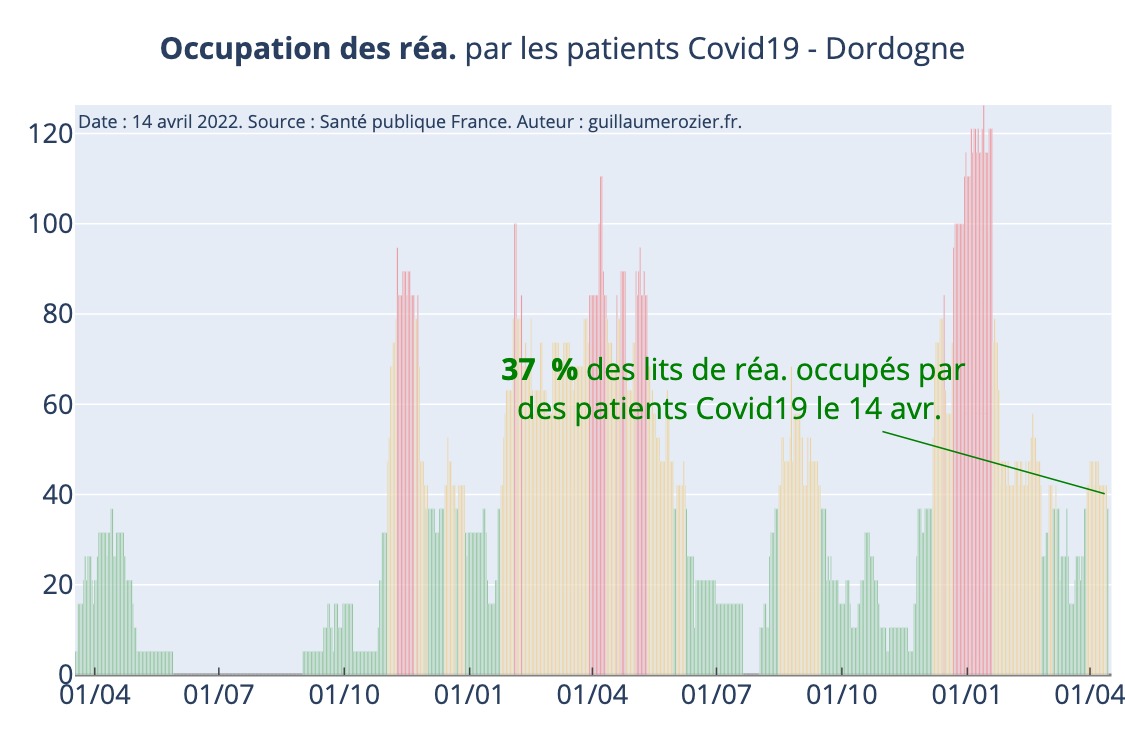 Occupation des réa. par les patients Covid19 - Dordogne
Date : 14 avril 2022. Source : Santé publique France. Auteur : guillaumerozier.fr.
120
100
80
60
40
20
0
37 % des lits de réa. occupés par
des patients Covid19 le 14 avr.
01/04 01/07 01/10 01/01 01/04 01/07 01/10 01/01 01/04